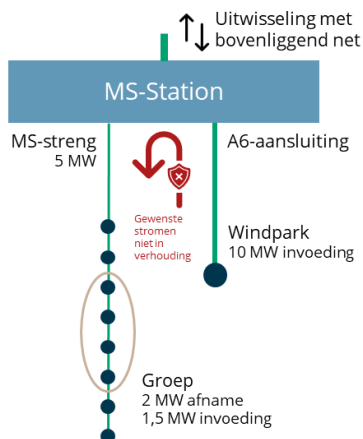 Uitwisseling met
bovenliggend net
MS-Station
MS-streng
5 MW
A6-aansluiting
Gewenste
stromen
niet in
verhouding
Windpark
10 MW invoeding
Groep
2 MW afname
1,5 MW invoeding